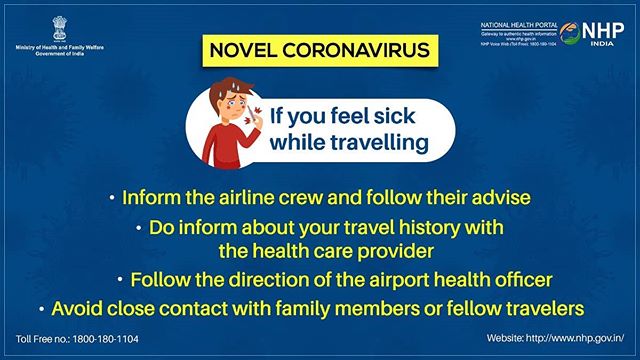 Ministry of Health and Family Welfare
Government of India
NATIONAL HEALTH PORTAL
Gateway to authentic health information
www.nhp.gov.in
NHP Voice Web (Toll Free): 1800-180-1104
NHP
INDIA
NOVEL CORONAVIRUS
If you feel sick
while travelling
• Inform the airline crew and follow their advise
• Do inform about your travel history with
the health care provider
• Follow the direction of the airport health officer
• Avoid close contact with family members or fellow travelers
Toll Free no.: 1800-180-1104
Website: http://www.nhp.gov.in/